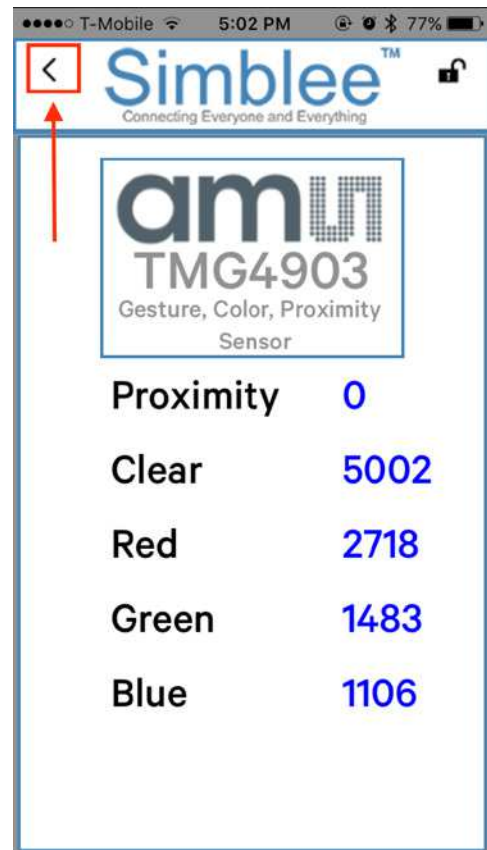 T-Mobile 5:02 PM 77%
Simblee™
Connecting Everyone and Everything
am
TMG4903
Gesture, Color, Proximity
Sensor
Proximity 0
Clear 5002
Red 2718
Green 1483
Blue 1106